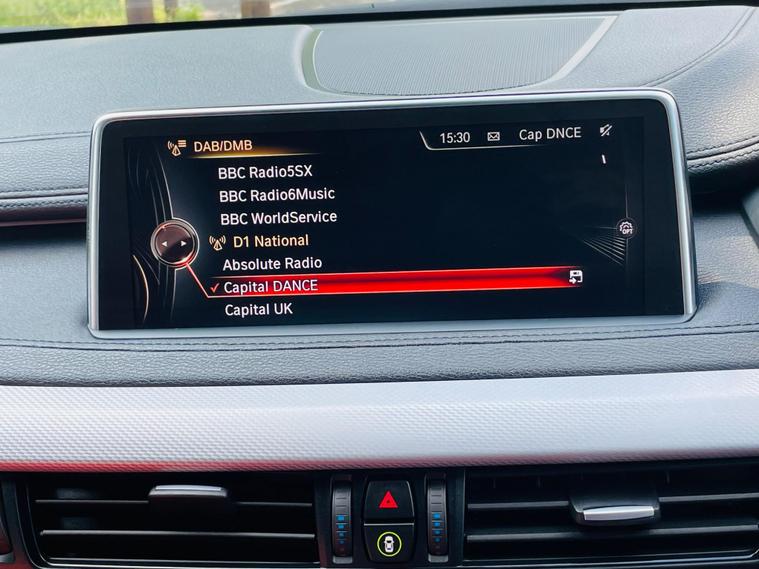 DAB/DMB
15:30 Cap DNCE
BBC Radio5SX
BBC Radio6Music
BBC WorldService
D1 National
Absolute Radio
✓ Capital DANCE
Capital UK
OPT